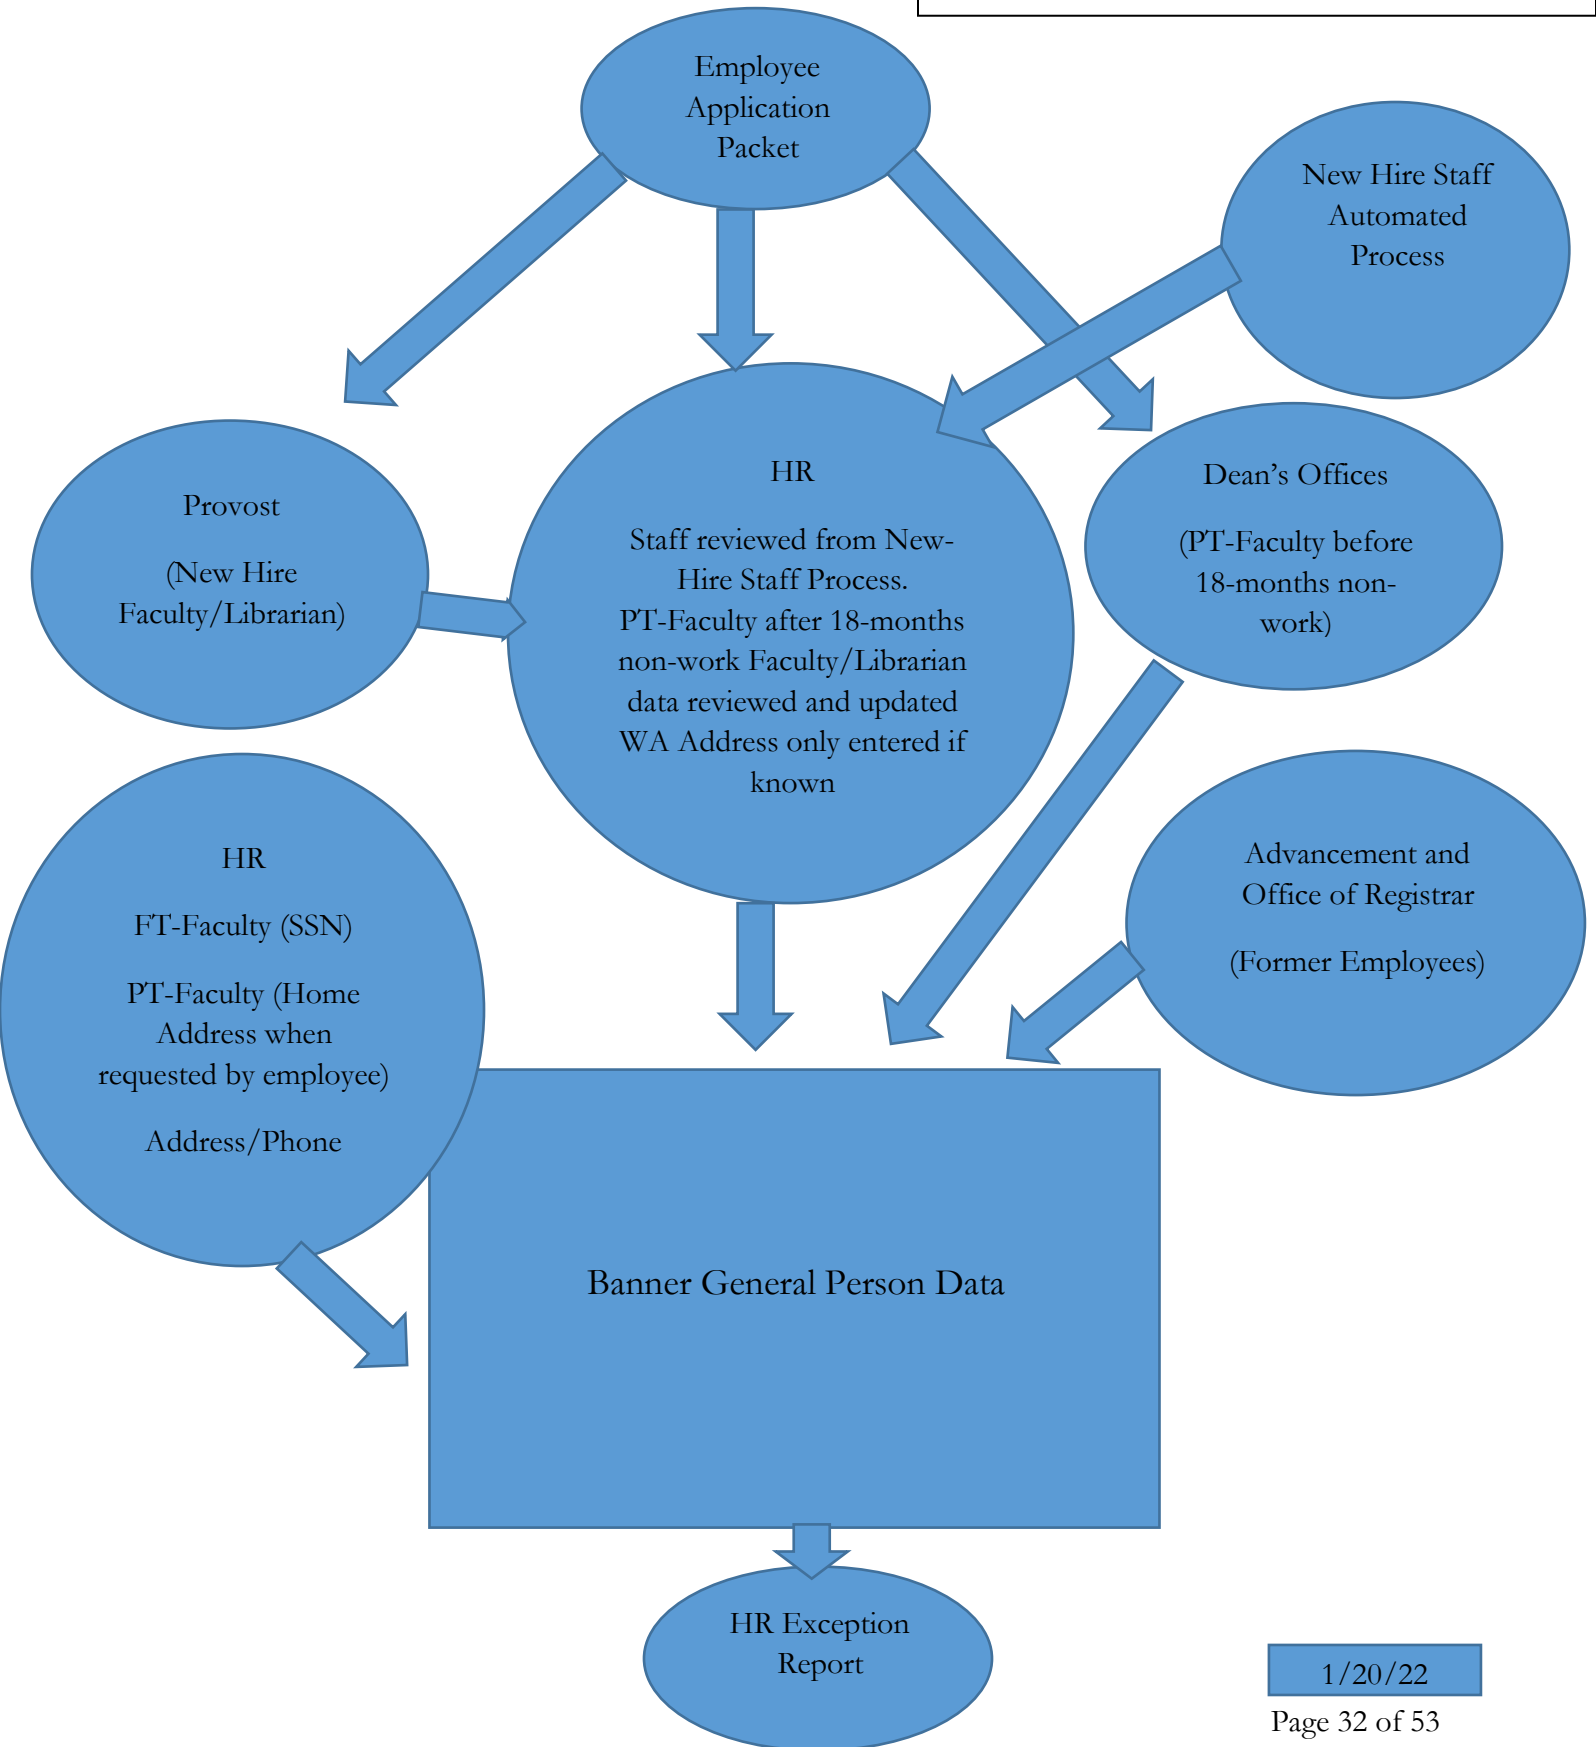 Employee
Application
Packet
New Hire Staff
Automated
Process
Provost
(New Hire
Faculty/Librarian)
HR
Staff reviewed from New-
Hire Staff Process.
PT-Faculty after 18-months
non-work Faculty/Librarian
data reviewed and updated
WA Address only entered if
known
Dean’s Offices
(PT-Faculty before
18-months non-
work)
HR
FT-Faculty (SSN)
PT-Faculty (Home
Address when
requested by employee)
Address/Phone
Advancement and
Office of Registrar
(Former Employees)
Banner General Person Data
HR Exception
Report
1/20/22
Page 32 of 53